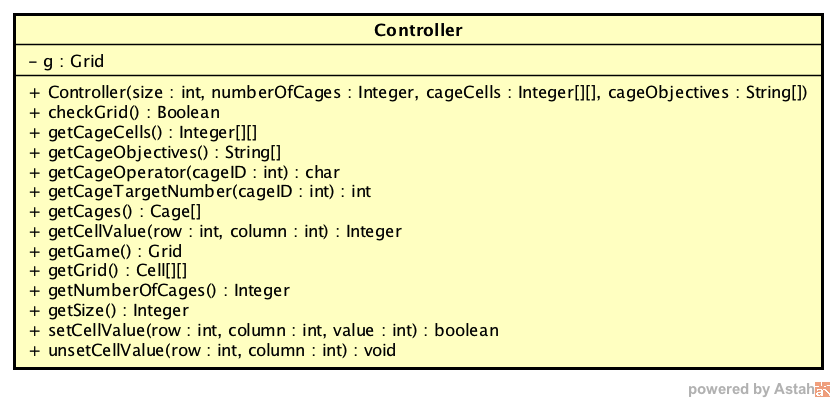 Controller
- g : Grid
+ Controller(size : int, numberOfCages : Integer, cageCells : Integer[][], cageObjectives : String[])
+ checkGrid() : Boolean
+ getCageCells() : Integer[][]
+ getCageObjectives() : String[]
+ getCageOperator(cageID : int) : char
+ getCageTargetNumber(cageID : int) : int
+ getCages() : Cage[]
+ getCellValue(row : int, column : int) : Integer
+ getGame() : Grid
+ getGrid() : Cell[][]
+ getNumberOfCages() : Integer
+ getSize() : Integer
+ setCellValue(row : int, column : int, value : int) : boolean
+ unsetCellValue(row : int, column : int) : void
powered by Astah